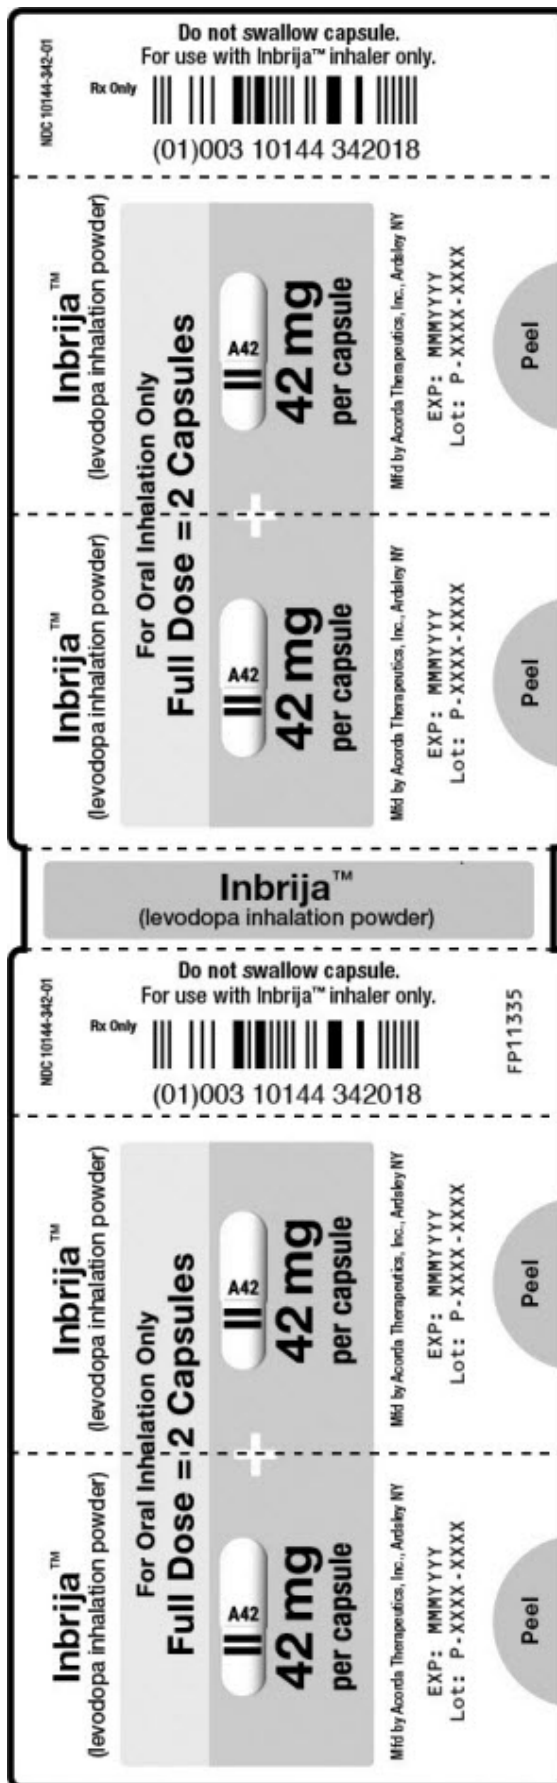 NDC 10144-342-01
Do not swallow capsule.
For use with Inbrija™ inhaler only.
Rx Only
(01)003 10144 342018
Inbrija™
(levodopa inhalation powder)
Inbrija™
(levodopa inhalation powder)
For Oral Inhalation Only
Full Dose = 2 Capsules
A42
42 mg
per capsule
+
A42
42 mg
per capsule
Mfd by Acorda Therapeutics, Inc., Ardsley NY
EXP: MMMYYYY
Lot: P-XXXX-XXXX
Peel
Mfd by Acorda Therapeutics, Inc., Ardsley NY
EXP: MMMYYYY
Lot: P-XXXX-XXXX
Peel
Inbrija™
(levodopa inhalation powder)
NDC 10144-342-01
Do not swallow capsule.
For use with Inbrija™ inhaler only.
Rx Only
(01)003 10144 342018
FP11335
Inbrija™
(levodopa inhalation powder)
Inbrija™
(levodopa inhalation powder)
For Oral Inhalation Only
Full Dose = 2 Capsules
A42
42 mg
per capsule
+
A42
42 mg
per capsule
Mfd by Acorda Therapeutics, Inc., Ardsley NY
EXP: MMMYYYY
Lot: P-XXXX-XXXX
Peel
Mfd by Acorda Therapeutics, Inc., Ardsley NY
EXP: MMMYYYY
Lot: P-XXXX-XXXX
Peel